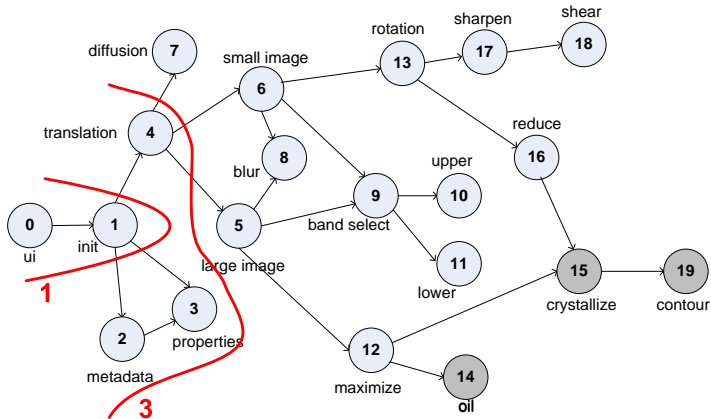 sharpen
shear
rotation
17
18
diffusion
7
small image
13
6
reduce
translation
4
16
blur
8
upper
9
10
0
1
5
band select
ui
init
large image
11
15
19
1
3
lower
crystallize
contour
2
properties
12
metadata
maximize
14
3
oil